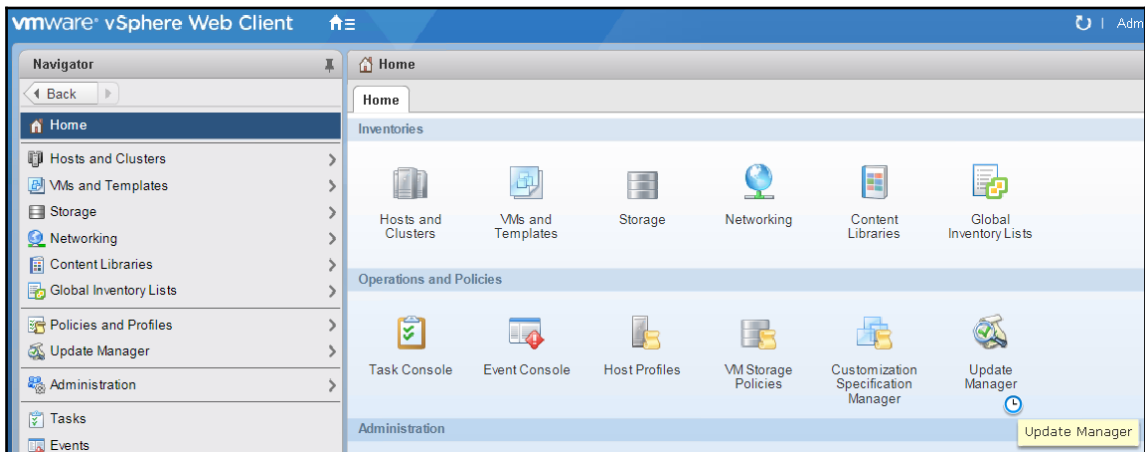 vmware® vSphere Web Client
Adm
Navigator
Back
Home
Hosts and Clusters
VMs and Templates
Storage
Networking
Content Libraries
Global Inventory Lists
Policies and Profiles
Update Manager
Administration
Tasks
Events
Home
Home
Inventories
Hosts and
Clusters
VMs and
Templates
Storage
Networking
Content
Libraries
Global
Inventory Lists
Operations and Policies
Task Console
Event Console
Host Profiles
VM Storage
Policies
Customization
Specification
Manager
Update
Manager
Administration
Update Manager